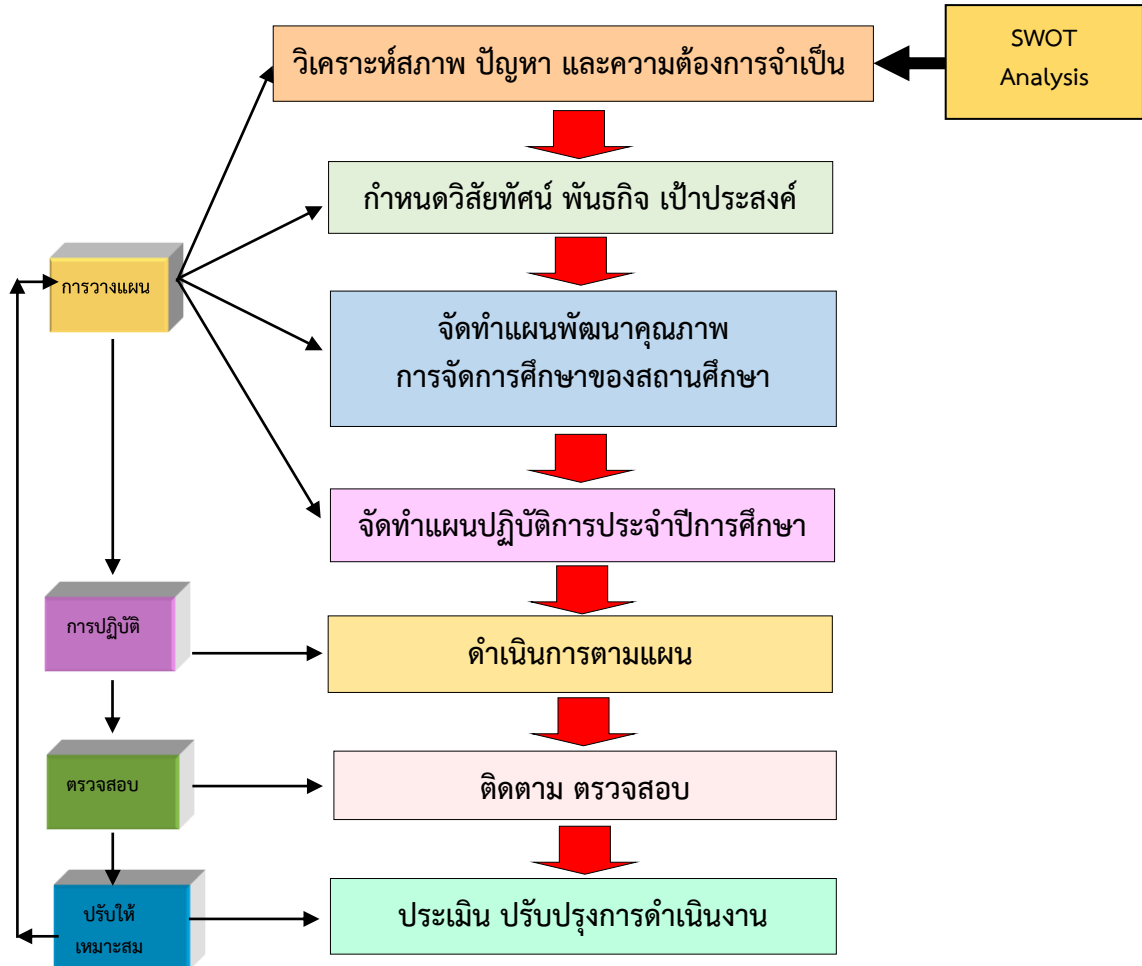 วิเคราะห์สภาพ ปัญหา และความต้องการจำเป็น
SWOT
Analysis
กำหนดวิสัยทัศน์ พันธกิจ เป้าประสงค์
การวางแผน
จัดทำแผนพัฒนาคุณภาพ
การจัดการศึกษาของสถานศึกษา
จัดทำแผนปฏิบัติการประจำปีการศึกษา
การปฏิบัติ
ดำเนินการตามแผน
ตรวจสอบ
ติดตาม ตรวจสอบ
ปรับให้
เหมาะสม
ประเมิน ปรับปรุงการดำเนินงาน